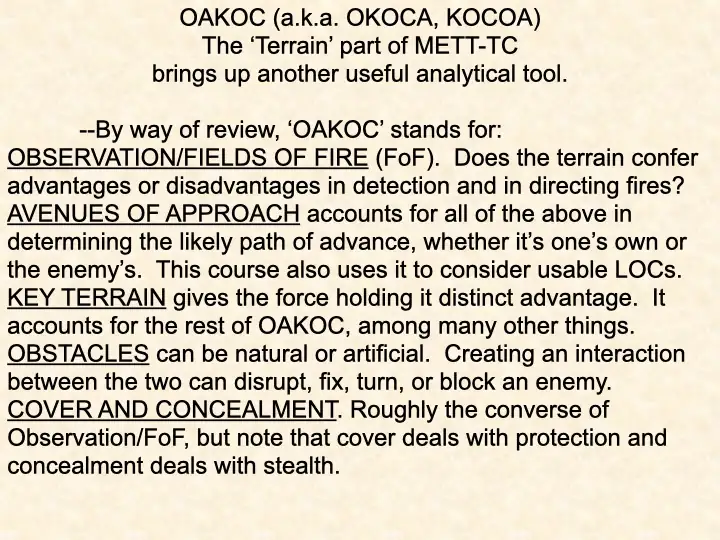 OAKOC (a.k.a. OKOCA, KOCOA)
The ‘Terrain’ part of METT-TC
brings up another useful analytical tool.
--By way of review, ‘OAKOC’ stands for:
OBSERVATION/FIELDS OF FIRE (FoF).  Does the terrain confer
advantages or disadvantages in detection and in directing fires?
AVENUES OF APPROACH accounts for all of the above in
determining the likely path of advance, whether it’s one’s own or
the enemy’s.  This course also uses it to consider usable LOCs.
KEY TERRAIN gives the force holding it distinct advantage.  It
accounts for the rest of OAKOC, among many other things.
OBSTACLES can be natural or artificial.  Creating an interaction
between the two can disrupt, fix, turn, or block an enemy.
COVER AND CONCEALMENT. Roughly the converse of
Observation/FoF, but note that cover deals with protection and
concealment deals with stealth.